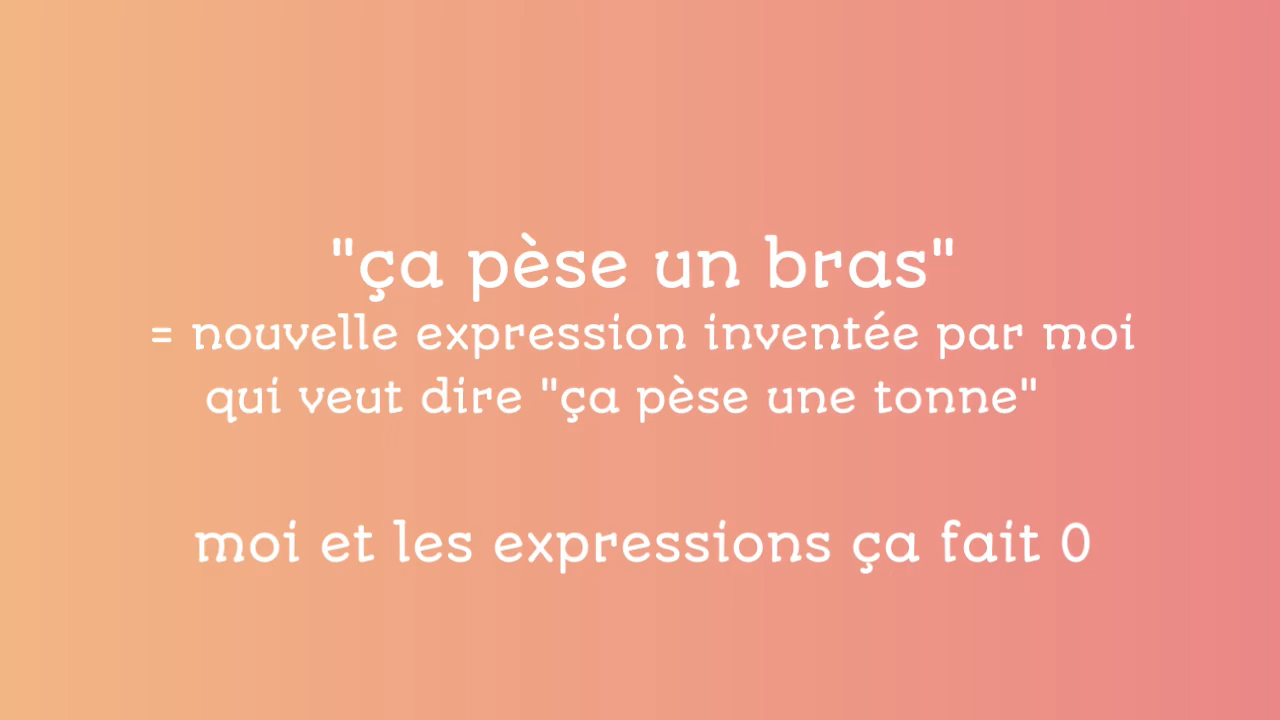 "ça pèse un bras"
= nouvelle expression inventée par moi
qui veut dire "ça pèse une tonne"
moi et les expressions ça fait 0